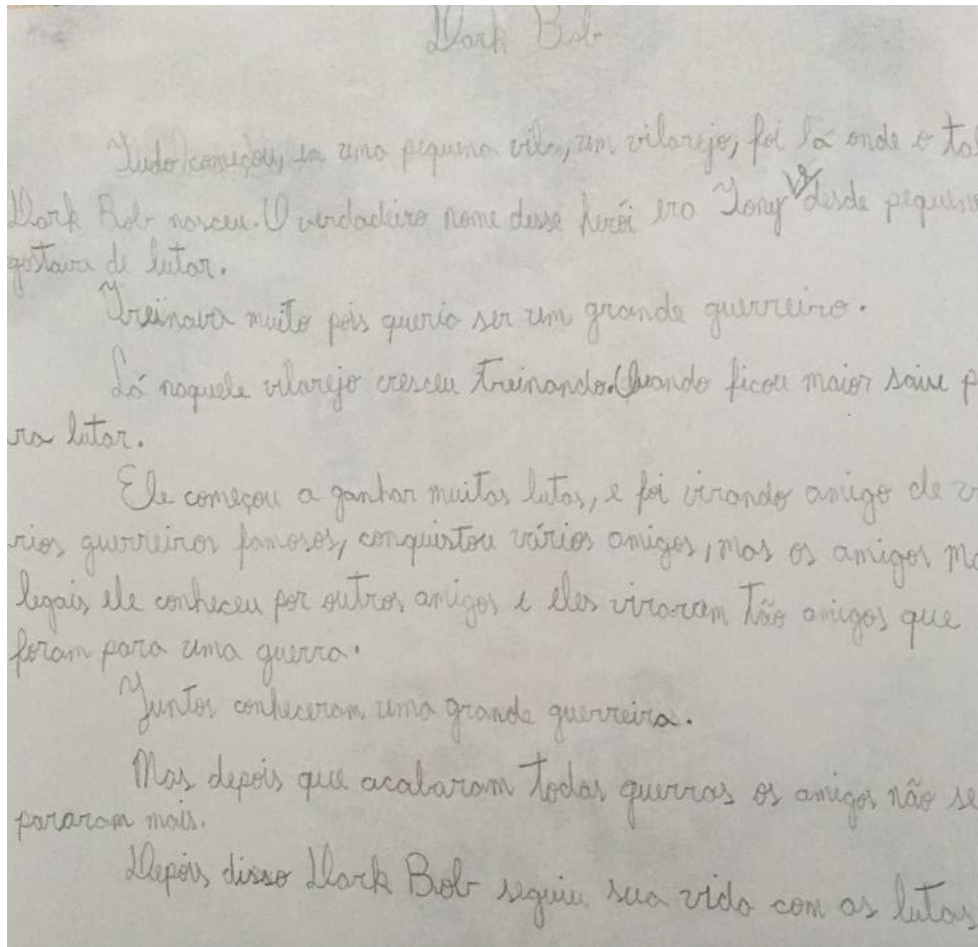 Dark Bob
Tudo começou, em uma pequena vila, um vilarejo, foi lá onde o ta
Dark Bob nasceu. O verdadeiro nome desse herói era Tony desde pequen
gostava de lutar.
Treinava muito pois queria ser um grande guerreiro.
Lá naquele vilarejo cresceu treinando. Quando ficou maior saiu p
ra lutar.
Ele começou a ganhar muitas lutas, e foi virando amigo de v
rios guerreiros famosos, conquistou vários amigos, mas os amigos ma
legais ele conheceu por outros amigos e eles viraram tão amigos que
foram para uma guerra.
Juntos conheceram uma grande guerreira.
Mas depois que acabaram todas guerras os amigos não se
pararam mais.
Depois disso Dark Bob seguiu sua vida com as lutas